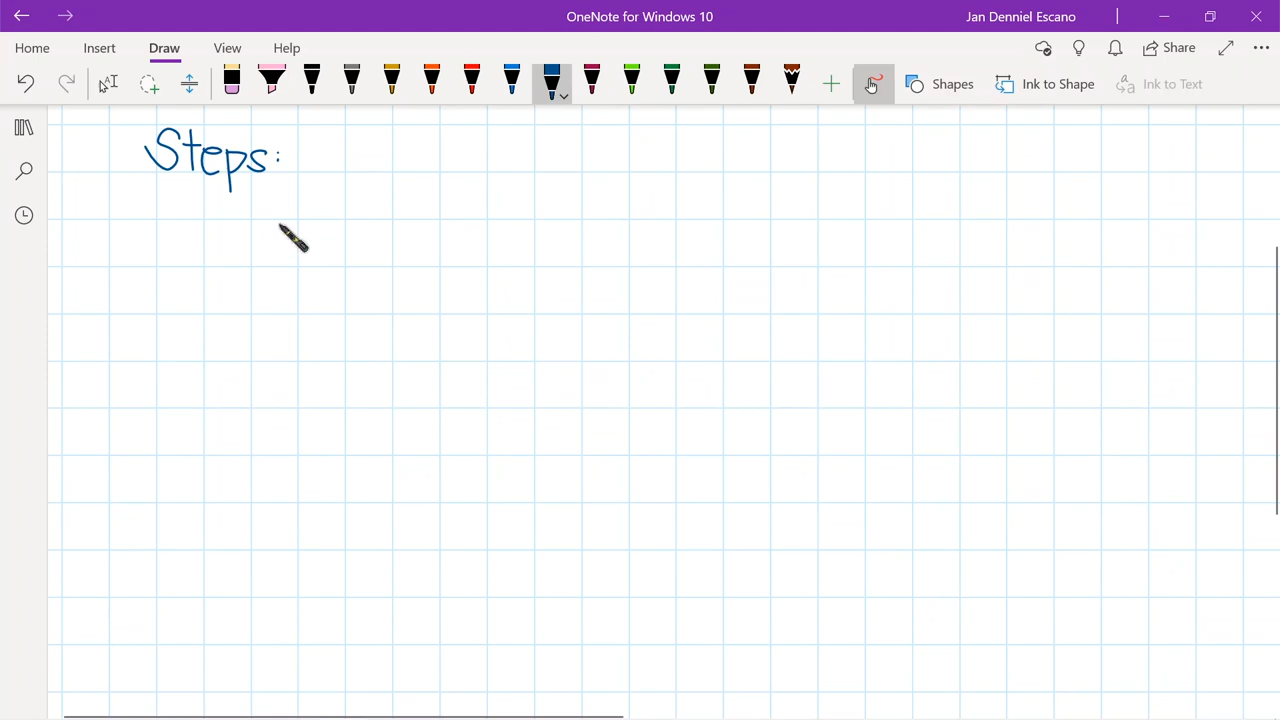 OneNote for Windows 10
Jan Denniel Escano
Home Insert Draw View Help
Share
Shapes
Ink to Shape
Ink to Text
Steps: